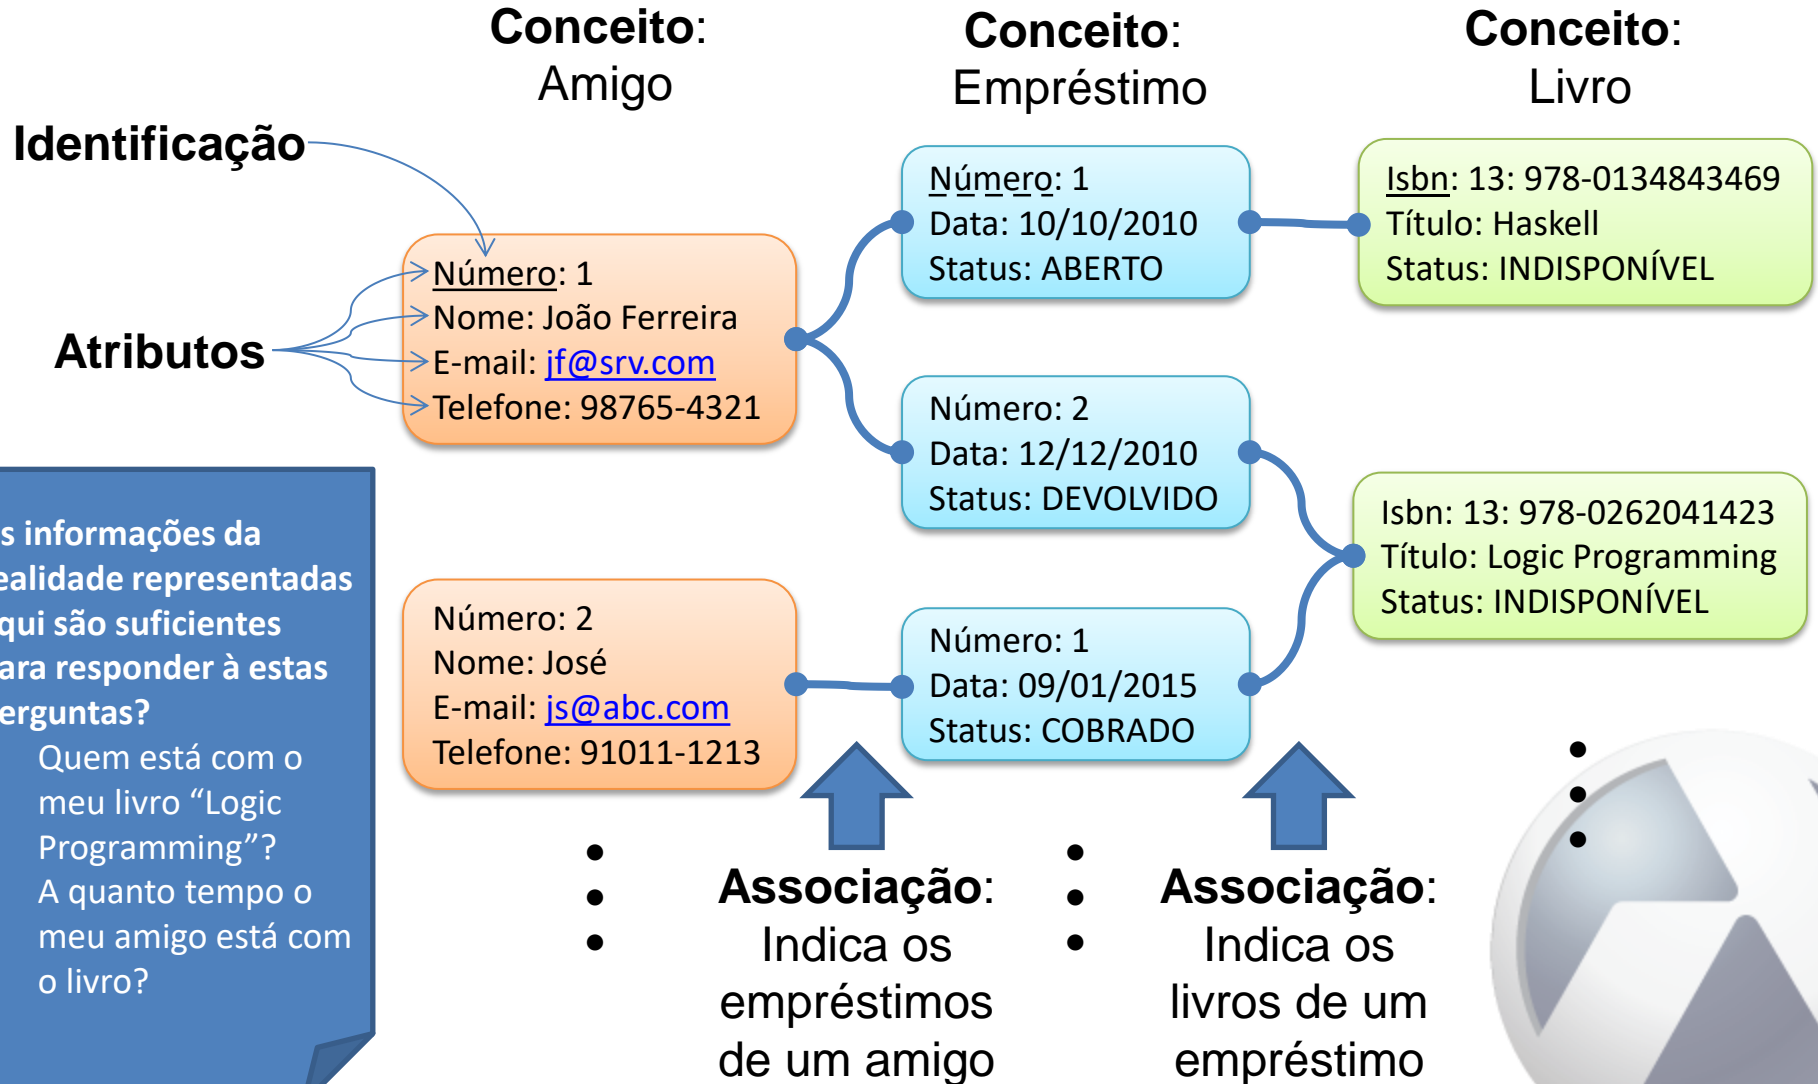 Conceito:
Amigo
Conceito:
Empréstimo
Conceito:
Livro
Identificação
Atributos
Número: 1
Nome: João Ferreira
E-mail: jf@srv.com
Telefone: 98765-4321
Número: 2
Nome: José
E-mail: js@abc.com
Telefone: 91011-1213
Número: 1
Data: 10/10/2010
Status: ABERTO
Número: 2
Data: 12/12/2010
Status: DEVOLVIDO
Número: 1
Data: 09/01/2015
Status: COBRADO
Isbn: 13: 978-0134843469
Título: Haskell
Status: INDISPONÍVEL
Isbn: 13: 978-0262041423
Título: Logic Programming
Status: INDISPONÍVEL
s informações da
ealidade representadas
qui são suficientes
ara responder à estas
erguntas?
Quem está com o
meu livro “Logic
Programming”?
A quanto tempo o
meu amigo está com
o livro?
Associação:
Indica os
empréstimos
de um amigo
Associação:
Indica os
livros de um
empréstimo